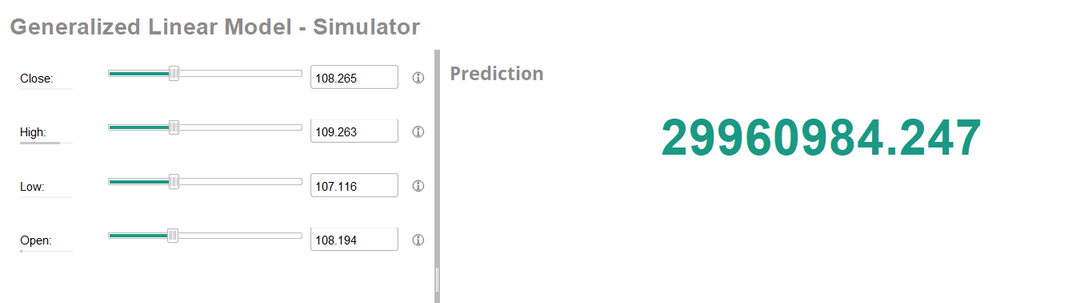 Generalized Linear Model - Simulator
Close: 108.265
High: 109.263
Low: 107.116
Open: 108.194
Prediction
29960984.247